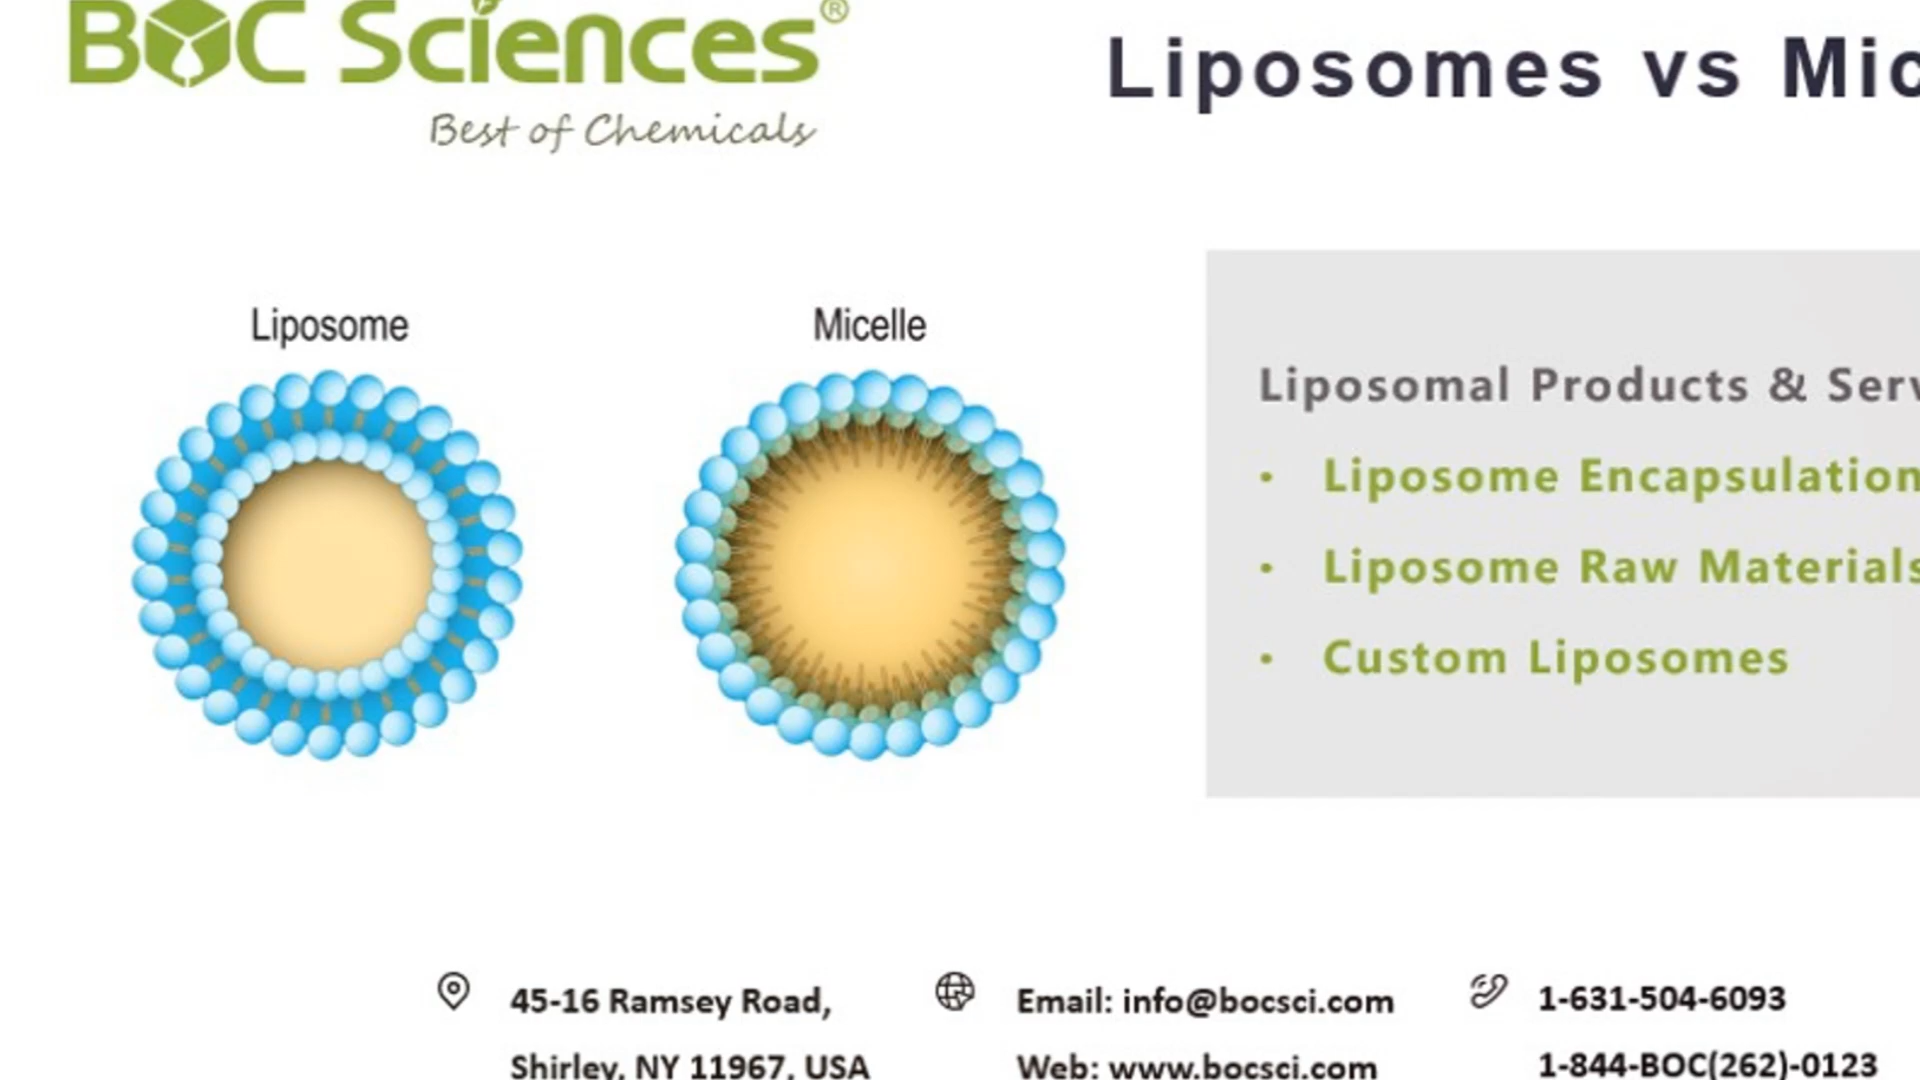 BOC Sciences®
Best of Chemicals
Liposomes vs
Liposome
Micelle
Liposomal Products &
• Liposome Encapsulation
• Liposome Raw Materials
• Custom Liposomes
45-16 Ramsey Road,
Shirley, NY 11967, USA
Email: info@bocsci.com
Web: www.bocsci.com
1-631-504-6093
1-844-BOC(262)-0123